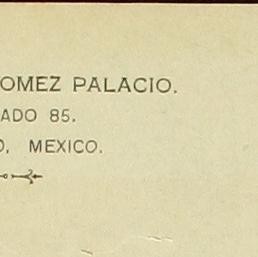 OMEZ PALACIO.
ADO 85.
O, MEXICO.